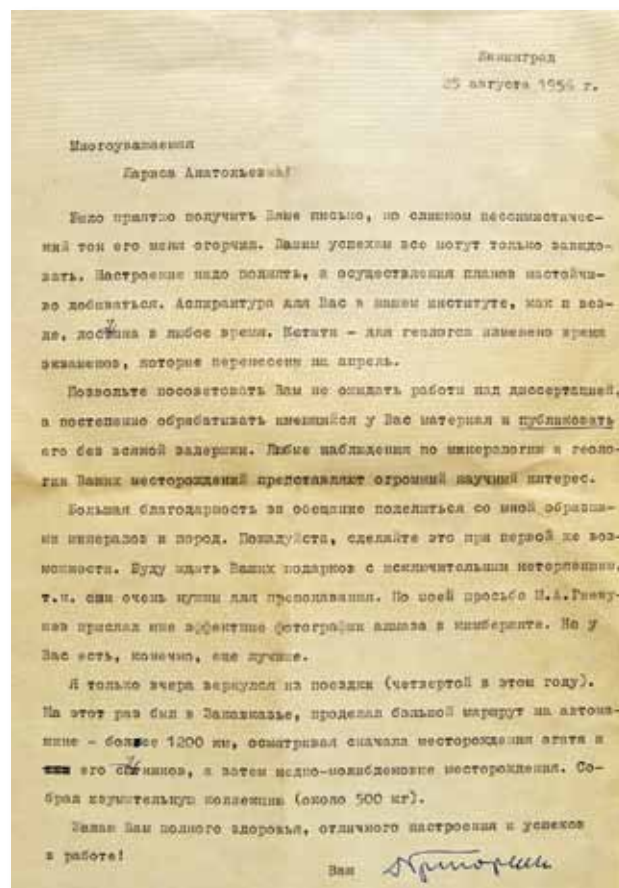 Ленинград
25 августа 1956 г.
Многоуважаемая
Лариса Анатольевна!
Было приятно получить Ваше письмо, но слишком пессимистичес-
кий тон его меня огорчил. Вашим успехам все могут только завидо-
вать. Настроение надо поднять, а осуществления планов настойчи-
во добиваться. Аспирантура для Вас в нашем институте, как и вез-
де, доступна в любое время. Кстати - для геологов изменено время
экзаменов, которые перенесены на апрель.
Позвольте посоветовать Вам не ожидать работы над диссертацией,
а постепенно обрабатывать имеющийся у Вас материал и публиковать
его без всякой задержки. Любые наблюдения по минералогии и геоло-
гии Ваших месторождений представляют огромный научный интерес.
Большая благодарность за обещание поделиться со мной образца-
ми минералов и пород. Пожалуйста, сделайте это при первой же воз-
можности. Буду ждать Ваших подарков с исключительным нетерпением,
т.к. они очень нужны для преподавания. По моей просьбе М.А.Гневу-
шев прислал мне эффектные фотографии алмаза в кимберлите. Но у
Вас есть, конечно, еще лучше.
Я только вчера вернулся из поездки (четвертой в этом году).
На этот раз был в Закавказье, проделал большой маршрут на автома-
шине - более 1200 км, осматривая сначала месторождения агата и
его спутников, а затем медно-молибденовые месторождения. Со-
брал изумительную коллекцию (около 500 кг).
Желаю Вам полного здоровья, отличного настроения и успехов
в работе!
Ваш